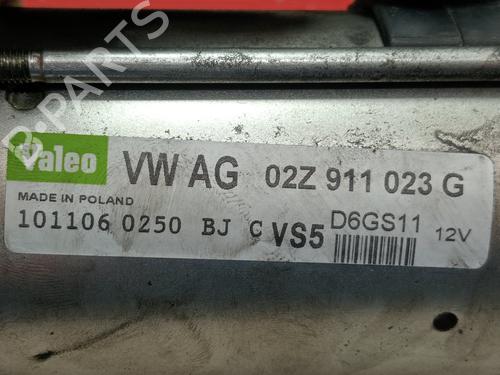 B-PARTS
Valeo VW AG 02Z 911 023 G
MADE IN POLAND
101106 0250 BJ C VS5 D6GS11 12V